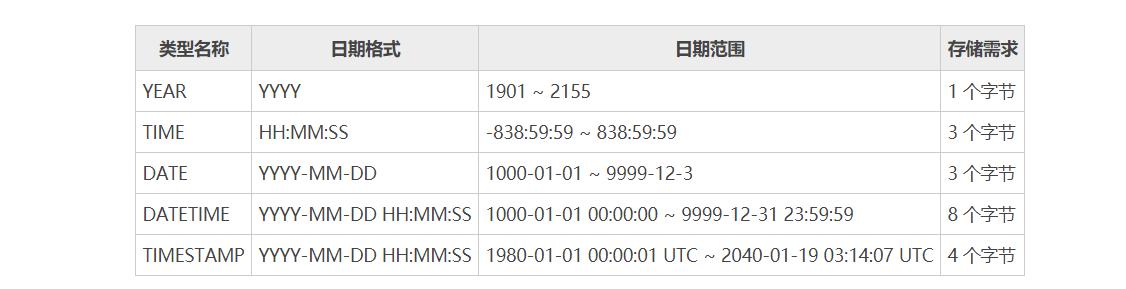 类型名称 日期格式 日期范围 存储需求
YEAR YYYY 1901 ~ 2155 1 个字节
TIME HH:MM:SS -838:59:59 ~ 838:59:59 3 个字节
DATE YYYY-MM-DD 1000-01-01 ~ 9999-12-3 3 个字节
DATETIME YYYY-MM-DD HH:MM:SS 1000-01-01 00:00:00 ~ 9999-12-31 23:59:59 8 个字节
TIMESTAMP YYYY-MM-DD HH:MM:SS 1980-01-01 00:00:01 UTC ~ 2040-01-19 03:14:07 UTC 4 个字节